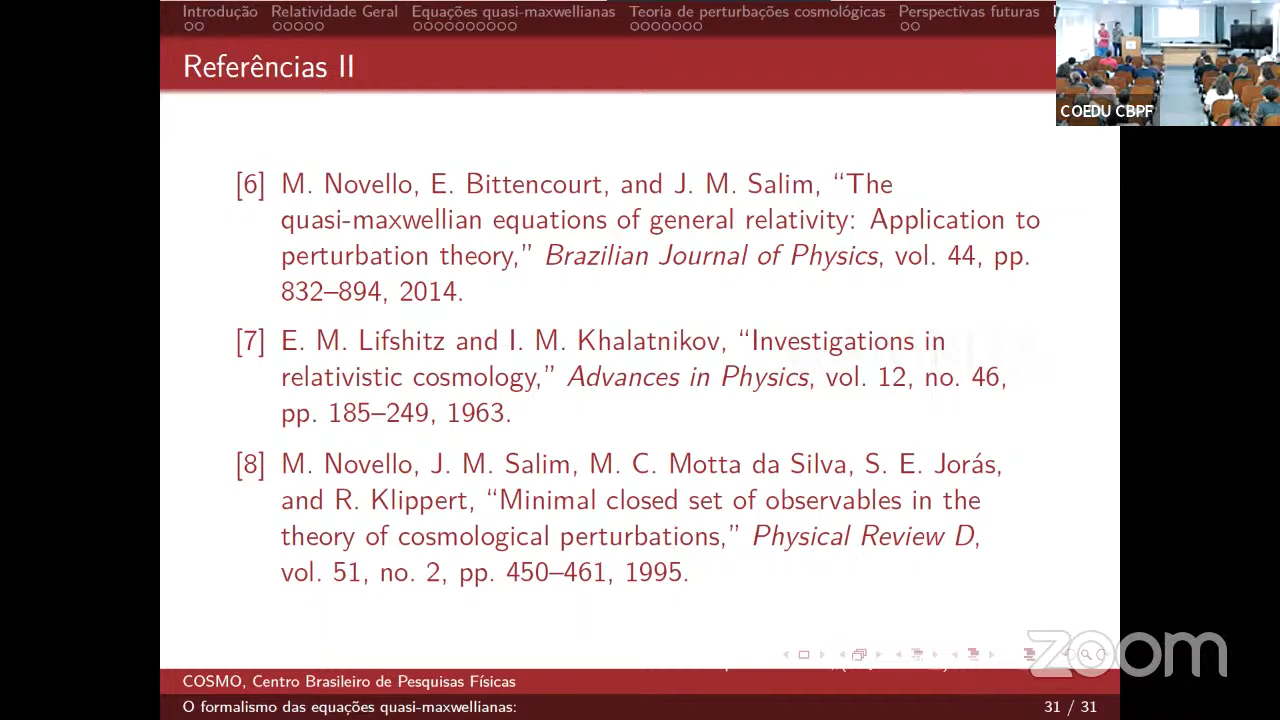 Introdução Relatividade Geral Equações quasi-maxwellianas Teoria de perturbações cosmológicas Perspectivas futuras
Referências II
COEDU CBPF
[6] M. Novello, E. Bittencourt, and J. M. Salim, “The
quasi-maxwellian equations of general relativity: Application to
perturbation theory,” Brazilian Journal of Physics, vol. 44, pp.
832–894, 2014.
[7] E. M. Lifshitz and I. M. Khalatnikov, “Investigations in
relativistic cosmology,” Advances in Physics, vol. 12, no. 46,
pp. 185–249, 1963.
[8] M. Novello, J. M. Salim, M. C. Motta da Silva, S. E. Jorás,
and R. Klippert, “Minimal closed set of observables in the
theory of cosmological perturbations,” Physical Review D,
vol. 51, no. 2, pp. 450–461, 1995.
zoom
COSMO, Centro Brasileiro de Pesquisas Físicas
O formalismo das equações quasi-maxwellianas: 31 / 31